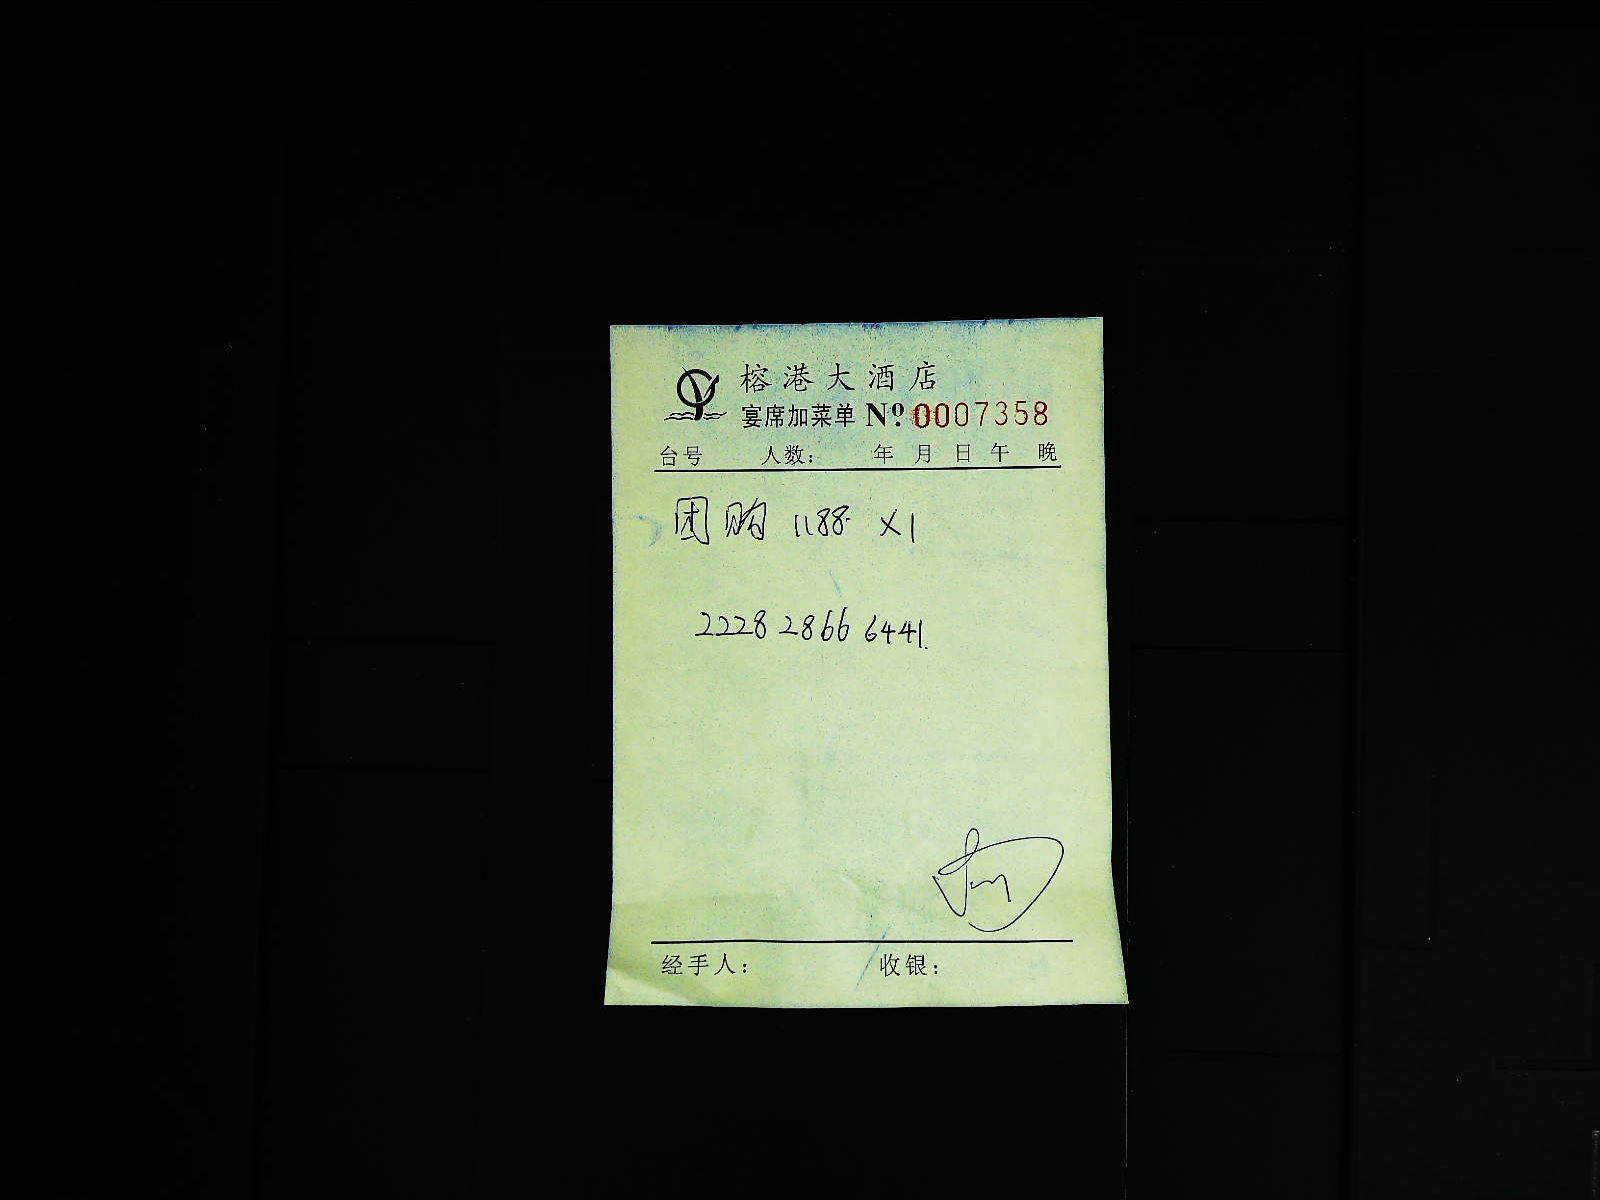 榕港大酒店
宴席加菜单 Nº 0007358
台号 人数： 年 月 日 午 晚
团购 1188 X1
2228 2866 6441.
经手人： 收银：